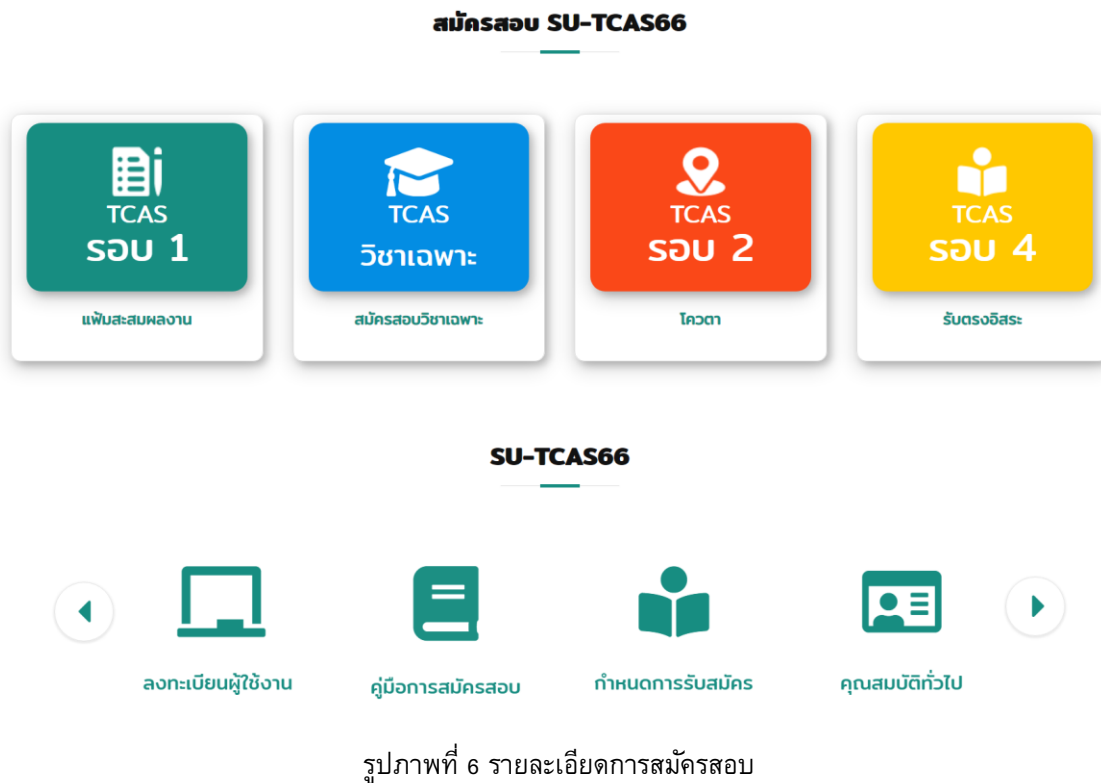 สมัครสอบ SU-TCAS66
TCAS
รอบ 1
แฟ้มสะสมผลงาน
TCAS
วิชาเฉพาะ
สมัครสอบวิชาเฉพาะ
TCAS
รอบ 2
โควตา
TCAS
รอบ 4
รับตรงอิสระ
SU-TCAS66
ลงทะเบียนผู้ใช้งาน
คู่มือการสมัครสอบ
กำหนดการรับสมัคร
คุณสมบัติทั่วไป
รูปภาพที่ 6 รายละเอียดการสมัครสอบ